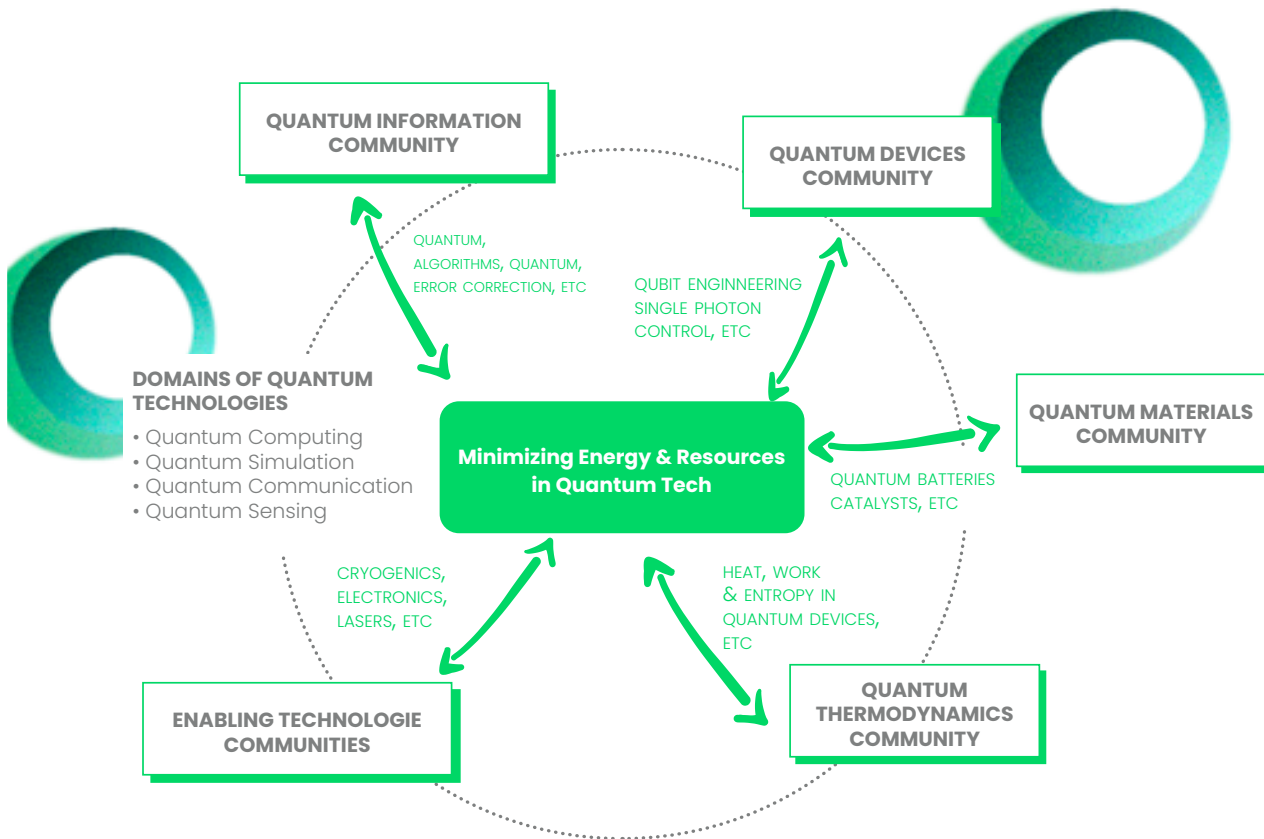 QUANTUM INFORMATION
COMMUNITY
QUANTUM DEVICES
COMMUNITY
QUANTUM,
ALGORITHMS, QUANTUM,
ERROR CORRECTION, ETC
QUBIT ENGINNEERING
SINGLE PHOTON
CONTROL, ETC
DOMAINS OF QUANTUM
TECHNOLOGIES
• Quantum Computing
• Quantum Simulation
• Quantum Communication
• Quantum Sensing
Minimizing Energy & Resources
in Quantum Tech
QUANTUM MATERIALS
COMMUNITY
QUANTUM BATTERIES
CATALYSTS, ETC
CRYOGENICS,
ELECTRONICS,
LASERS, ETC
HEAT, WORK
& ENTROPY IN
QUANTUM DEVICES,
ETC
ENABLING TECHNOLOGIE
COMMUNITIES
QUANTUM
THERMODYNAMICS
COMMUNITY